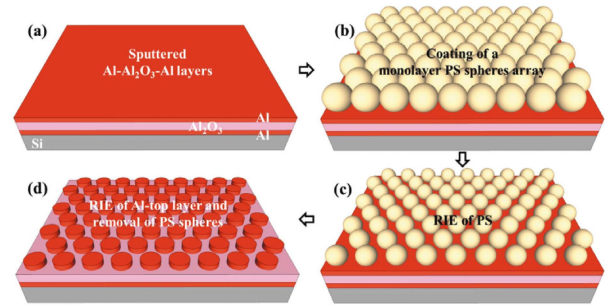 (a)
Sputtered
Al-Al₂O₃-Al layers
Al
Al₂O₃
Al
Si
(b)
Coating of a
monolayer PS spheres array
(c)
RIE of PS
(d)
RIE of Al-top layer and
removal of PS spheres